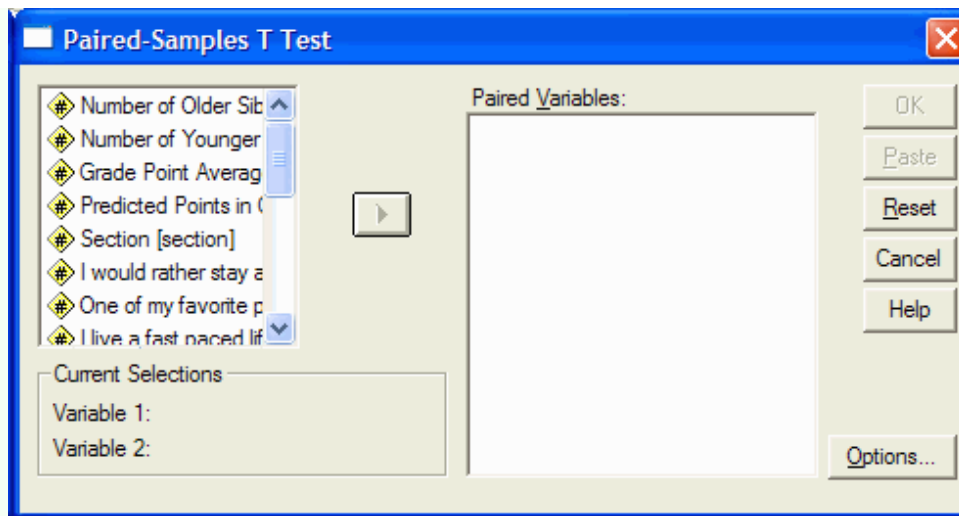 Paired-Samples T Test
Number of Older Sib
Number of Younger
Grade Point Averag
Predicted Points in
Section [section]
I would rather stay a
One of my favorite p
I live a fast paced lif
Current Selections
Variable 1:
Variable 2:
Paired Variables:
OK
Paste
Reset
Cancel
Help
Options...